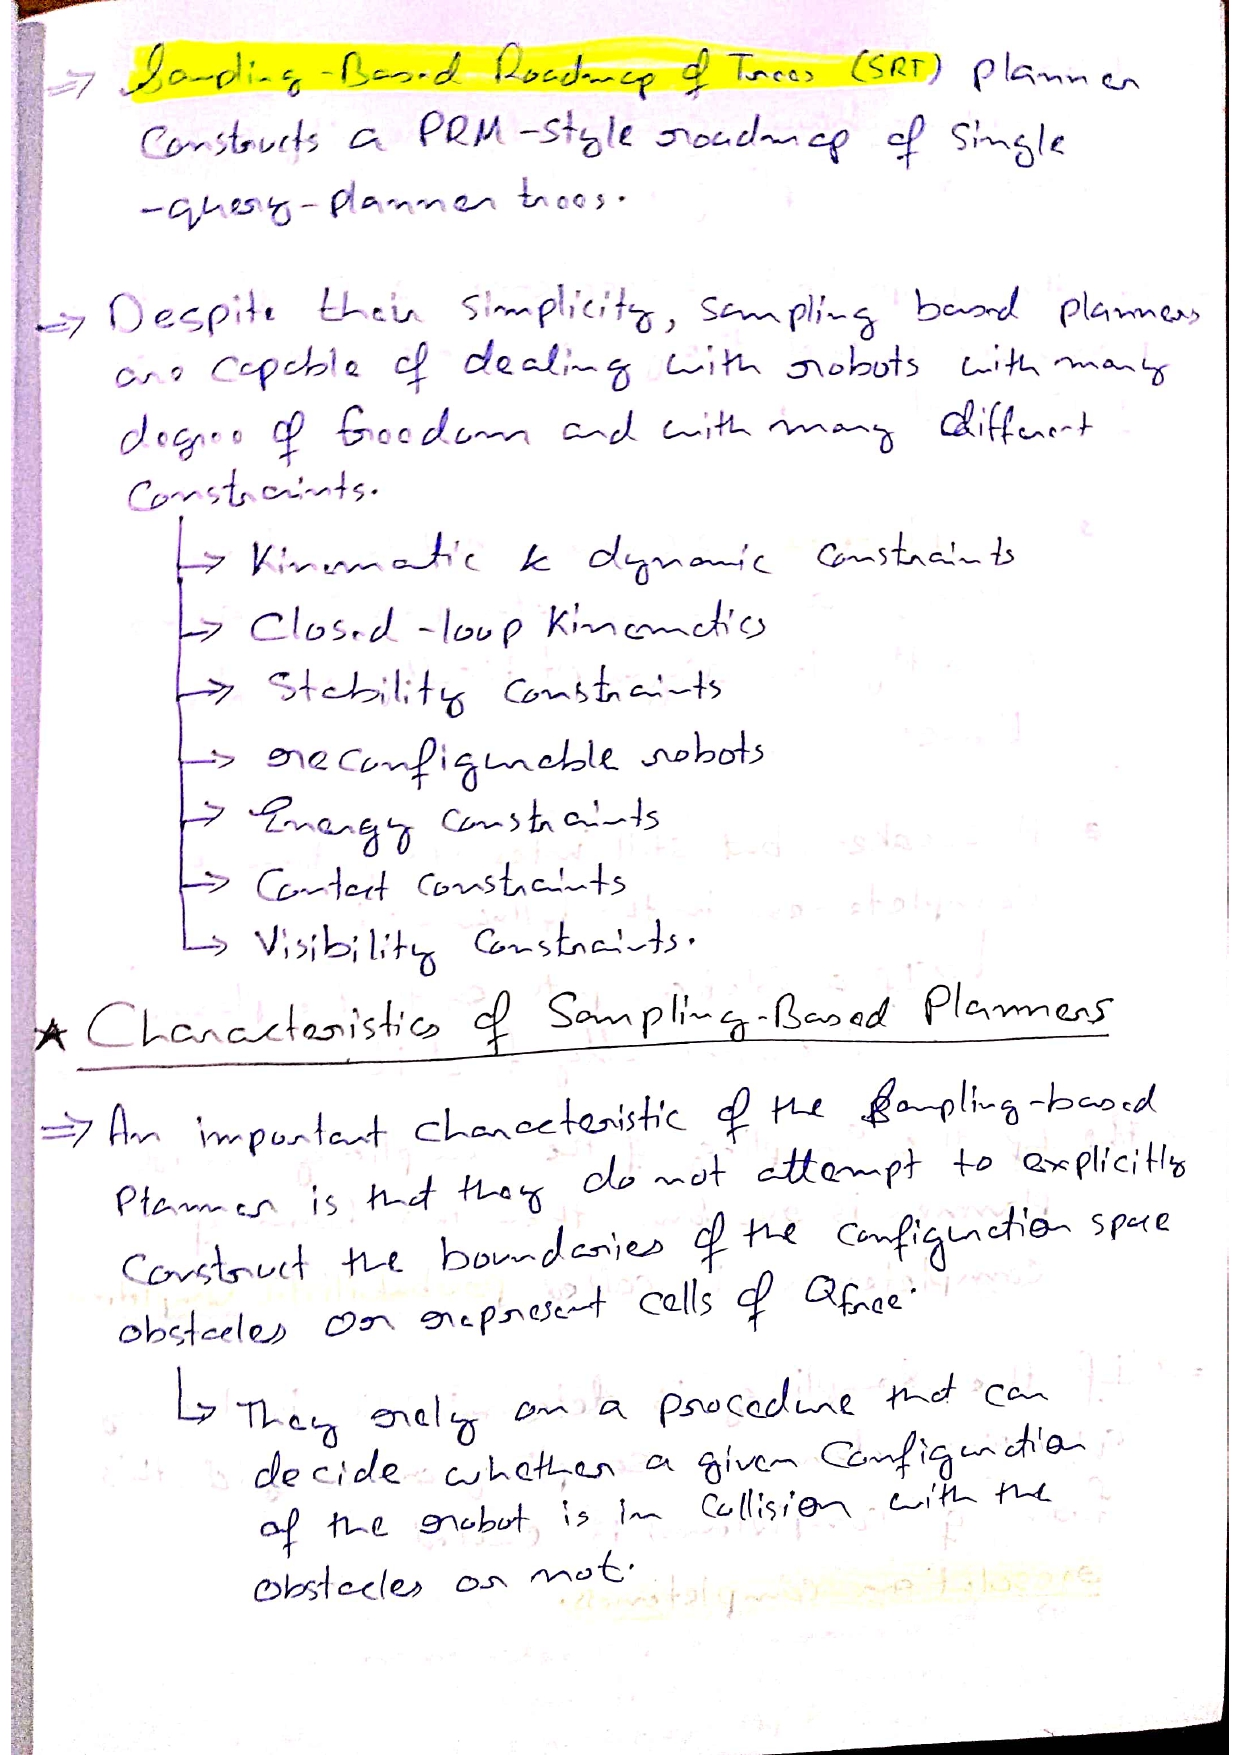 ⇒ Sampling-Based Roadmap of Trees (SRT) planner
constructs a PRM-style roadmap of single
-query-planner trees.
⇒ Despite their simplicity, sampling based planners
are capable of dealing with robots with many
degree of freedom and with many different
constraints.
→ Kinematic & dynamic constraints
→ Closed-loop kinematics
→ Stability constraints
→ reconfigurable robots
→ Energy constraints
→ Contact constraints
→ Visibility constraints.
★ Characteristics of Sampling-Based Planners
⇒ An important characteristic of the sampling-based
planner is that they do not attempt to explicitly
construct the boundaries of the configuration space
obstacles or represent cells of Qfree.
↳ They rely on a procedure that can
decide whether a given configuration
of the robot is in collision with the
obstacles or not.